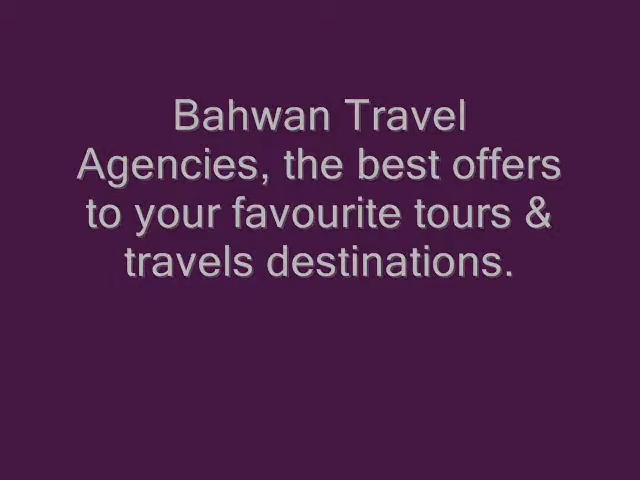 Bahwan Travel
Agencies, the best offers
to your favourite tours &
travels destinations.